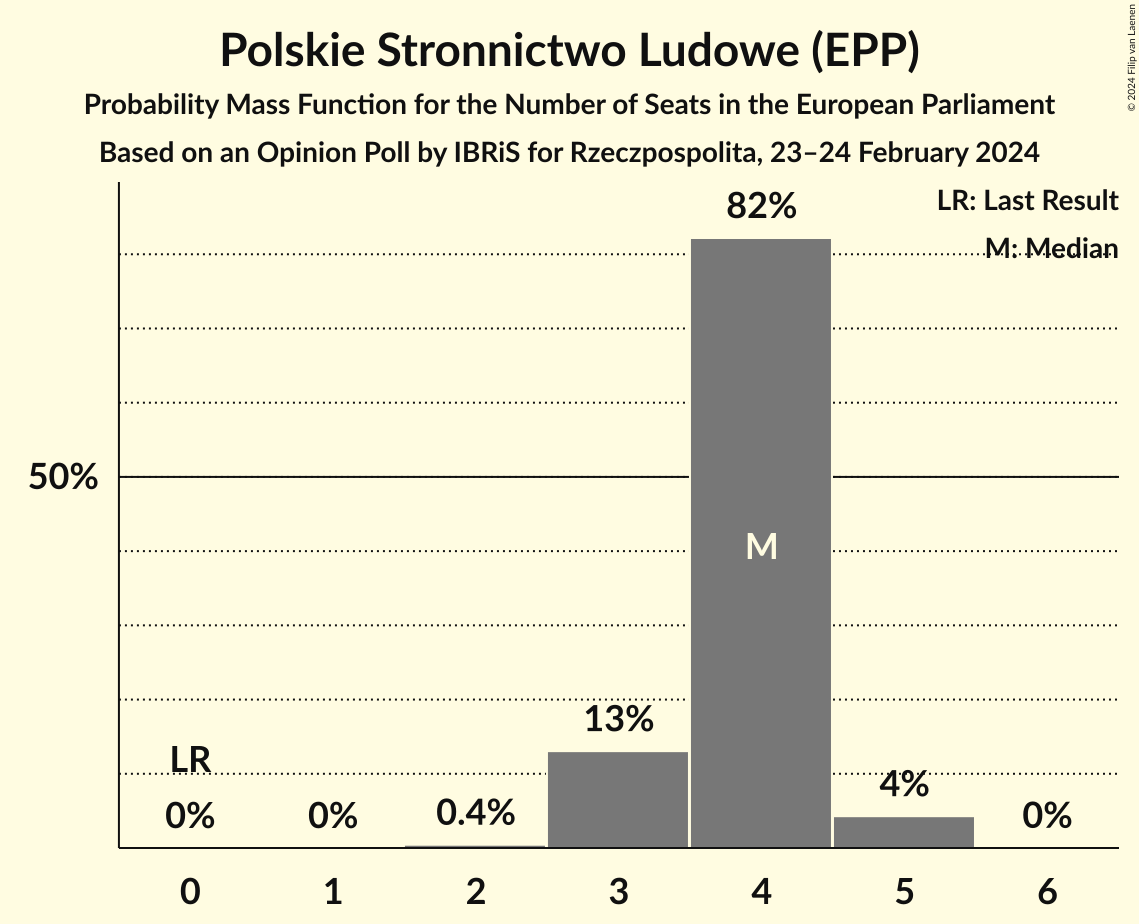 Polskie Stronnictwo Ludowe (EPP)
Probability Mass Function for the Number of Seats in the European Parliament
Based on an Opinion Poll by IBRiS for Rzeczpospolita, 23–24 February 2024
© 2024 Filip van Laenen
LR: Last Result
M: Median
82%
50%
M
13%
LR
4%
0%
0%
0.4%
0%
0
1
2
3
4
5
6